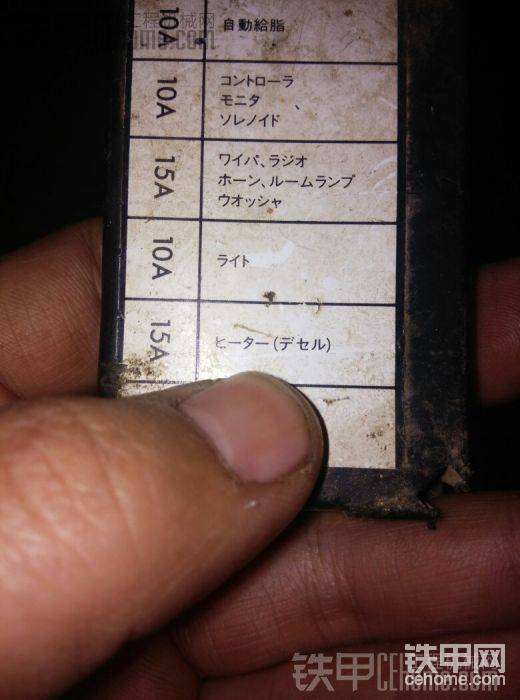 10A 自動給脂
10A コントローラ
モニタ
ソレノイド
15A ワイパ、ラジオ
ホーン、ルームランプ
ウオッシャ
10A ライト
15A ヒーター(デセル)
铁甲网
cehome.com